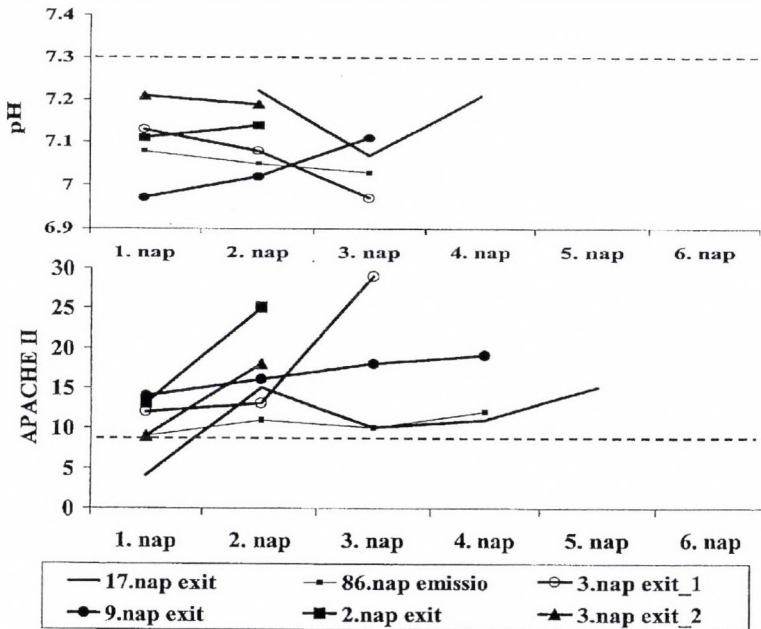 7.4
7.3
7.2
7.1
7
6.9
pH
1. nap 2. nap 3. nap 4. nap 5. nap 6. nap
30
25
20
15
10
5
0
APACHE II
1. nap 2. nap 3. nap 4. nap 5. nap 6. nap
17.nap exit 86.nap emissio 3.nap exit_1
9.nap exit 2.nap exit 3.nap exit_2